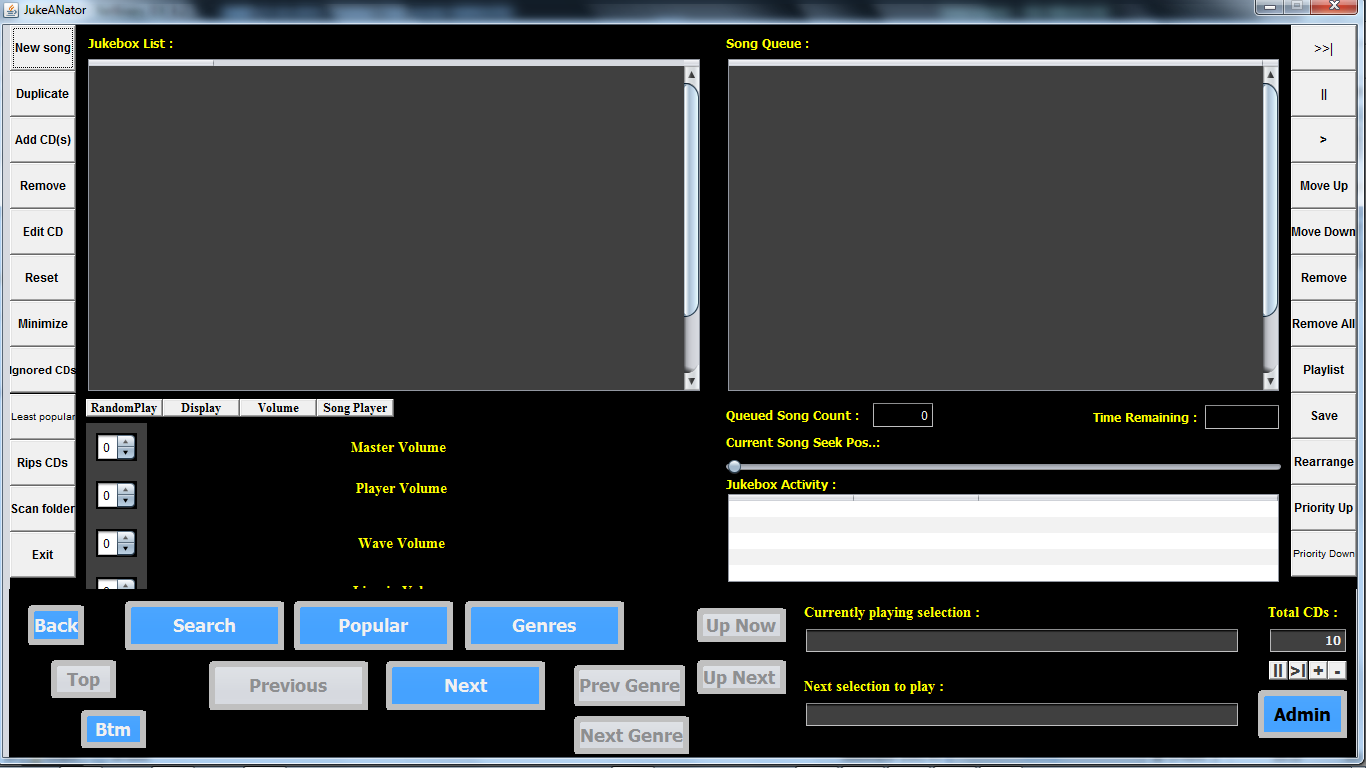 JukeANator
New song
Duplicate
Add CD(s)
Remove
Edit CD
Reset
Minimize
Ignored CDs
Least popular
Rips CDs
Scan folder
Exit
Jukebox List :
RandomPlay Display Volume Song Player
0 Master Volume
0 Player Volume
0 Wave Volume
Song Queue :
Queued Song Count : 0 Time Remaining :
Current Song Seek Pos..:
Jukebox Activity :
>>|
||
>
Move Up
Move Down
Remove
Remove All
Playlist
Save
Rearrange
Priority Up
Priority Down
Back Search Popular Genres Up Now
Top Previous Next Prev Genre Up Next
Btm Next Genre
Currently playing selection :
Next selection to play :
Total CDs :
10
|| >| + -
Admin